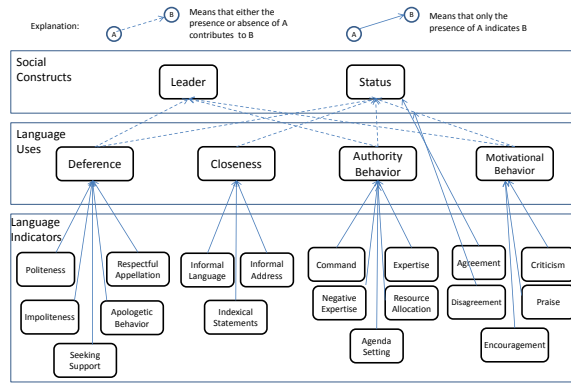 Explanation:
A
B
Means that either the
presence or absence of A
contributes to B
A
B
Means that only the
presence of A indicates B
Social
Constructs
Leader
Status
Language
Uses
Deference
Closeness
Authority
Behavior
Motivational
Behavior
Language
Indicators
Politeness
Respectful
Appellation
Impoliteness
Apologetic
Behavior
Seeking
Support
Informal
Language
Informal
Address
Indexical
Statements
Command
Expertise
Negative
Expertise
Resource
Allocation
Agenda
Setting
Agreement
Disagreement
Criticism
Praise
Encouragement